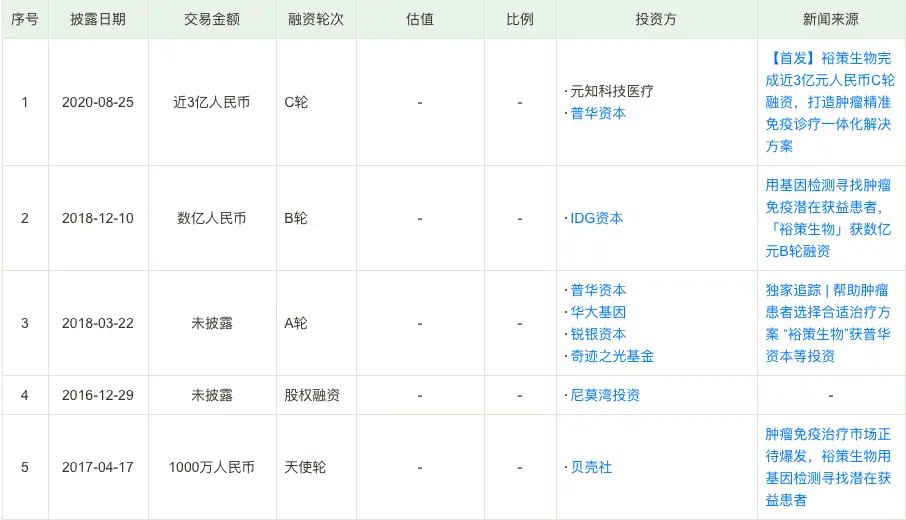 序号 披露日期 交易金额 融资轮次 估值 比例 投资方 新闻来源
1 2020-08-25 近3亿人民币 C轮 - - ·元知科技医疗
·普华资本
【首发】裕策生物完
成近3亿元人民币C轮
融资，打造肿瘤精准
免疫诊疗一体化解决
方案
2 2018-12-10 数亿人民币 B轮 - - ·IDG资本
用基因检测寻找肿瘤
免疫潜在获益患者，
「裕策生物」获数亿
元B轮融资
3 2018-03-22 未披露 A轮 - - ·普华资本
·华大基因
·锐银资本
·奇迹之光基金
独家追踪 | 帮助肿瘤
患者选择合适治疗方
案 “裕策生物”获普华
资本等投资
4 2016-12-29 未披露 股权融资 - - ·尼莫湾投资 -
5 2017-04-17 1000万人民币 天使轮 - - ·贝壳社
肿瘤免疫治疗市场正
待爆发，裕策生物用
基因检测寻找潜在获
益患者